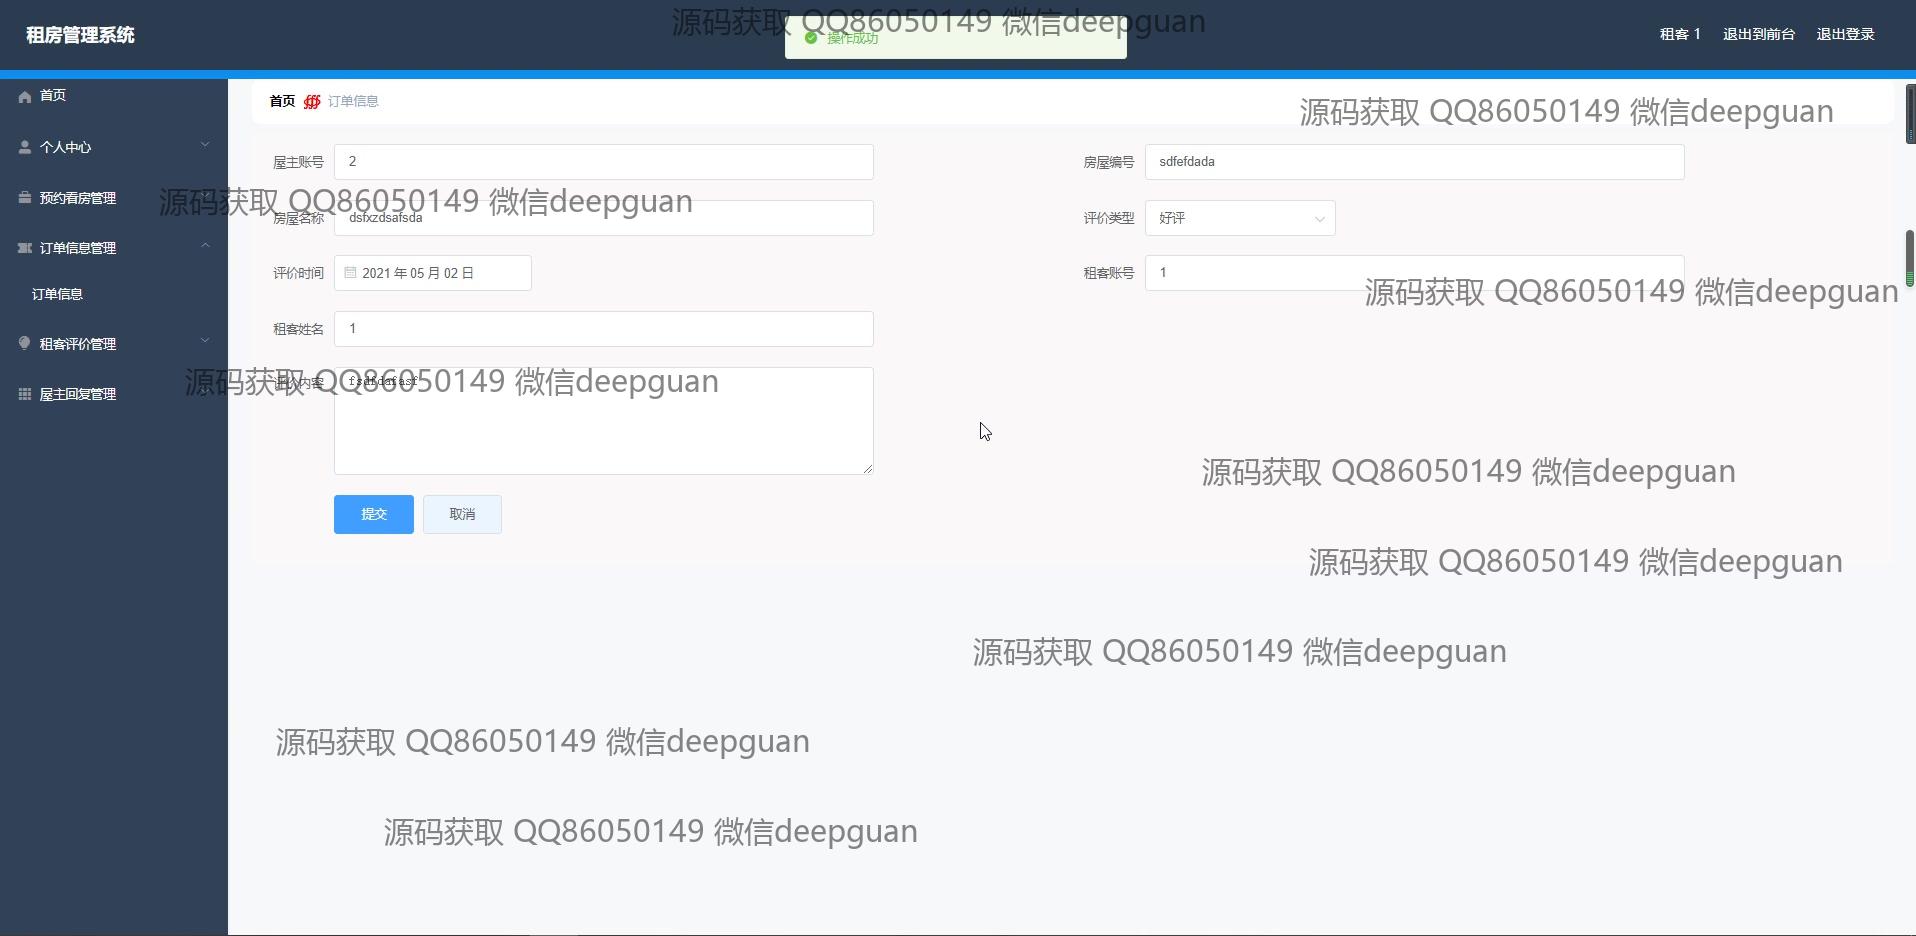 租房管理系统
源码获取 QQ86050149 微信deepguan
操作成功
租客 1
退出到前台
退出登录
首页
个人中心
预约看房管理
订单信息管理
订单信息
租客评价管理
屋主回复管理
首页
订单信息
源码获取 QQ86050149 微信deepguan
屋主账号 2
房屋编号 sdfefdada
源码获取 QQ86050149 微信deepguan
房屋名称 dsfxzdsafsda
评价类型 好评
评价时间 2021 年 05 月 02 日
租客账号 1
源码获取 QQ86050149 微信deepguan
租客姓名 1
源码获取 QQ86050149 微信deepguan
评价内容
源码获取 QQ86050149 微信deepguan
提交
取消
源码获取 QQ86050149 微信deepguan
源码获取 QQ86050149 微信deepguan
源码获取 QQ86050149 微信deepguan
源码获取 QQ86050149 微信deepguan